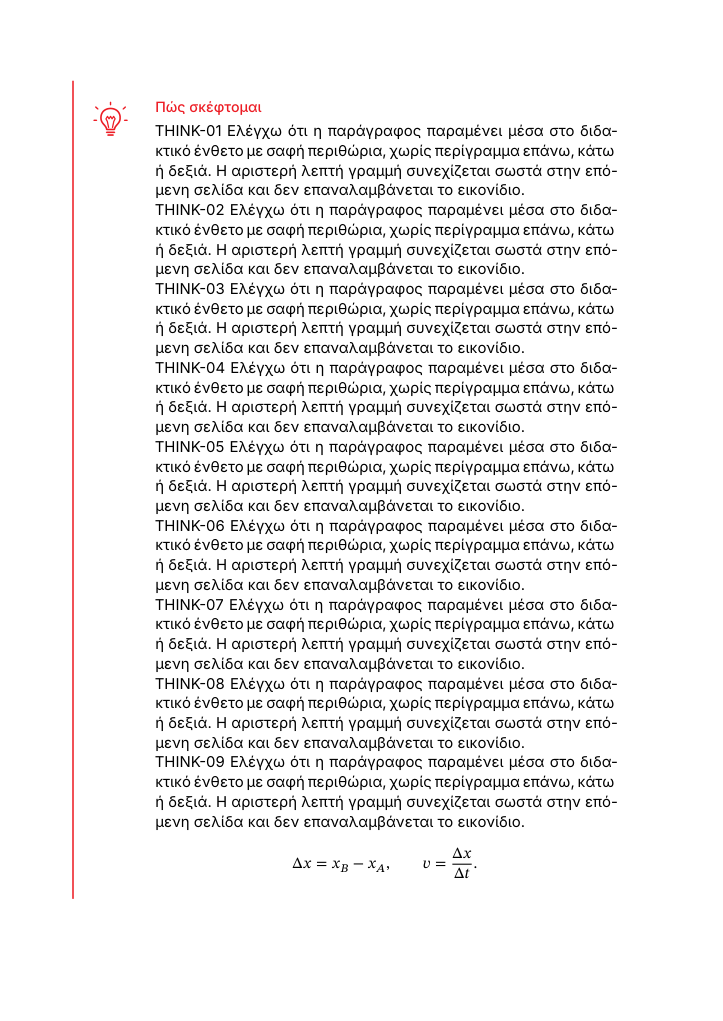 Πώς σκέφτομαι
THINK-01 Ελέγχω ότι η παράγραφος παραμένει μέσα στο διδα-
κτικό ένθετο με σαφή περιθώρια, χωρίς περίγραμμα επάνω, κάτω
ή δεξιά. Η αριστερή λεπτή γραμμή συνεχίζεται σωστά στην επό-
μενη σελίδα και δεν επαναλαμβάνεται το εικονίδιο.
THINK-02 Ελέγχω ότι η παράγραφος παραμένει μέσα στο διδα-
κτικό ένθετο με σαφή περιθώρια, χωρίς περίγραμμα επάνω, κάτω
ή δεξιά. Η αριστερή λεπτή γραμμή συνεχίζεται σωστά στην επό-
μενη σελίδα και δεν επαναλαμβάνεται το εικονίδιο.
THINK-03 Ελέγχω ότι η παράγραφος παραμένει μέσα στο διδα-
κτικό ένθετο με σαφή περιθώρια, χωρίς περίγραμμα επάνω, κάτω
ή δεξιά. Η αριστερή λεπτή γραμμή συνεχίζεται σωστά στην επό-
μενη σελίδα και δεν επαναλαμβάνεται το εικονίδιο.
THINK-04 Ελέγχω ότι η παράγραφος παραμένει μέσα στο διδα-
κτικό ένθετο με σαφή περιθώρια, χωρίς περίγραμμα επάνω, κάτω
ή δεξιά. Η αριστερή λεπτή γραμμή συνεχίζεται σωστά στην επό-
μενη σελίδα και δεν επαναλαμβάνεται το εικονίδιο.
THINK-05 Ελέγχω ότι η παράγραφος παραμένει μέσα στο διδα-
κτικό ένθετο με σαφή περιθώρια, χωρίς περίγραμμα επάνω, κάτω
ή δεξιά. Η αριστερή λεπτή γραμμή συνεχίζεται σωστά στην επό-
μενη σελίδα και δεν επαναλαμβάνεται το εικονίδιο.
THINK-06 Ελέγχω ότι η παράγραφος παραμένει μέσα στο διδα-
κτικό ένθετο με σαφή περιθώρια, χωρίς περίγραμμα επάνω, κάτω
ή δεξιά. Η αριστερή λεπτή γραμμή συνεχίζεται σωστά στην επό-
μενη σελίδα και δεν επαναλαμβάνεται το εικονίδιο.
THINK-07 Ελέγχω ότι η παράγραφος παραμένει μέσα στο διδα-
κτικό ένθετο με σαφή περιθώρια, χωρίς περίγραμμα επάνω, κάτω
ή δεξιά. Η αριστερή λεπτή γραμμή συνεχίζεται σωστά στην επό-
μενη σελίδα και δεν επαναλαμβάνεται το εικονίδιο.
THINK-08 Ελέγχω ότι η παράγραφος παραμένει μέσα στο διδα-
κτικό ένθετο με σαφή περιθώρια, χωρίς περίγραμμα επάνω, κάτω
ή δεξιά. Η αριστερή λεπτή γραμμή συνεχίζεται σωστά στην επό-
μενη σελίδα και δεν επαναλαμβάνεται το εικονίδιο.
THINK-09 Ελέγχω ότι η παράγραφος παραμένει μέσα στο διδα-
κτικό ένθετο με σαφή περιθώρια, χωρίς περίγραμμα επάνω, κάτω
ή δεξιά. Η αριστερή λεπτή γραμμή συνεχίζεται σωστά στην επό-
μενη σελίδα και δεν επαναλαμβάνεται το εικονίδιο.
Δx = x_B − x_A, υ = Δx/Δt.